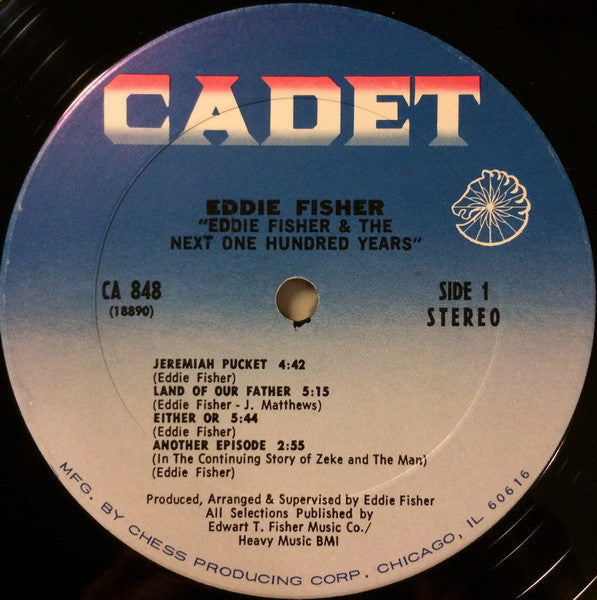 CADET
EDDIE FISHER
"EDDIE FISHER & THE
NEXT ONE HUNDRED YEARS"
CA 848
(18890)
SIDE 1
STEREO
JEREMIAH PUCKET 4:42
(Eddie Fisher)
LAND OF OUR FATHER 5:15
(Eddie Fisher - J. Matthews)
EITHER OR 5:44
(Eddie Fisher)
ANOTHER EPISODE 2:55
(In The Continuing Story of Zeke and The Man)
(Eddie Fisher)
Produced, Arranged & Supervised by Eddie Fisher
All Selections Published by
Edwart T. Fisher Music Co./
Heavy Music BMI
MFG. BY CHESS PRODUCING CORP. CHICAGO, IL 60616